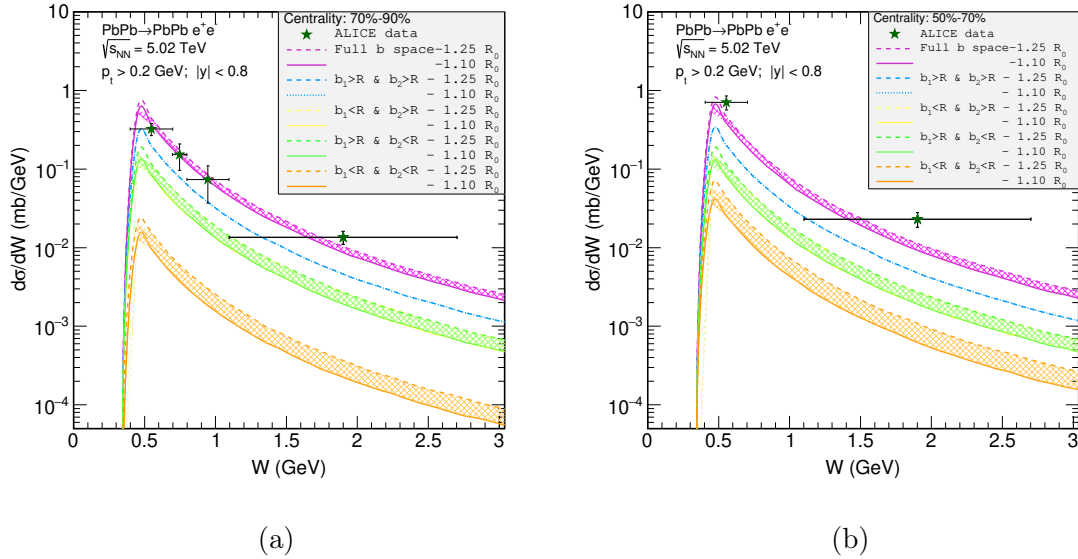 PbPb→PbPb e⁺e⁻
√sNN = 5.02 TeV
pt > 0.2 GeV; |y| < 0.8
Centrality: 70%-90%
ALICE data
Full b space-1.25 R₀
-1.10 R₀
b₁>R & b₂>R - 1.25 R₀
- 1.10 R₀
b₁<R & b₂>R - 1.25 R₀
- 1.10 R₀
b₁>R & b₂<R - 1.25 R₀
- 1.10 R₀
b₁<R & b₂<R - 1.25 R₀
- 1.10 R₀
dσ/dW (mb/GeV)
10
1
10⁻¹
10⁻²
10⁻³
10⁻⁴
0 0.5 1 1.5 2 2.5 3
W (GeV)
(a)
PbPb→PbPb e⁺e⁻
√sNN = 5.02 TeV
pt > 0.2 GeV; |y| < 0.8
Centrality: 50%-70%
ALICE data
Full b space-1.25 R₀
-1.10 R₀
b₁>R & b₂>R - 1.25 R₀
- 1.10 R₀
b₁<R & b₂>R - 1.25 R₀
- 1.10 R₀
b₁>R & b₂<R - 1.25 R₀
- 1.10 R₀
b₁<R & b₂<R - 1.25 R₀
- 1.10 R₀
dσ/dW (mb/GeV)
10
1
10⁻¹
10⁻²
10⁻³
10⁻⁴
0 0.5 1 1.5 2 2.5 3
W (GeV)
(b)